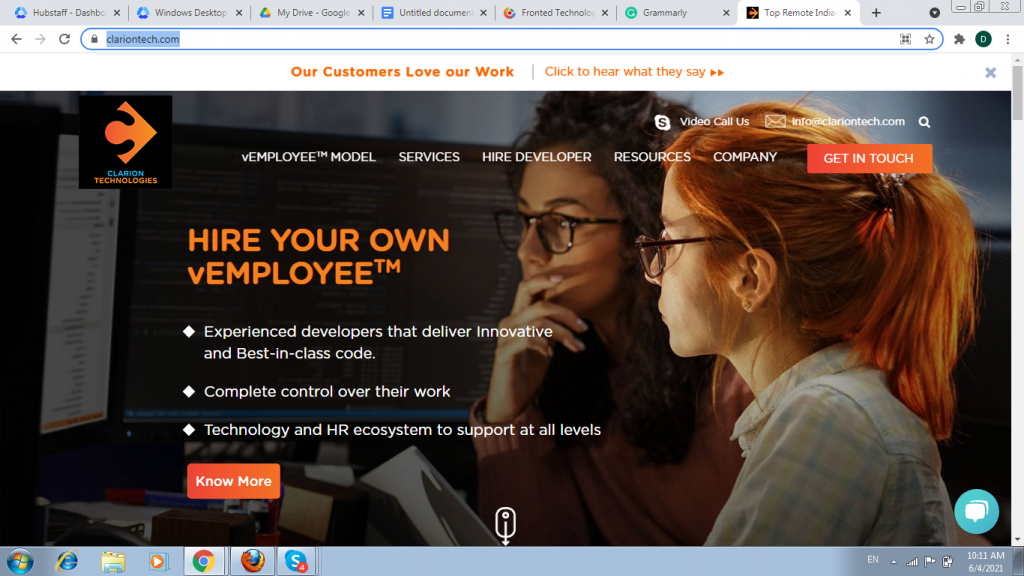 Hubstaff - Dashbo
Windows Desktop
My Drive - Google
Untitled document
Fronted Technolog
Grammarly
Top Remote India
clariontech.com
D
Our Customers Love our Work
Click to hear what they say
Video Call Us
info@clariontech.com
CLARION
TECHNOLOGIES
vEMPLOYEE™ MODEL
SERVICES
HIRE DEVELOPER
RESOURCES
COMPANY
GET IN TOUCH
HIRE YOUR OWN
vEMPLOYEE™
Experienced developers that deliver Innovative
and Best-in-class code.
Complete control over their work
Technology and HR ecosystem to support at all levels
Know More
4
EN
10:11 AM
6/4/2021